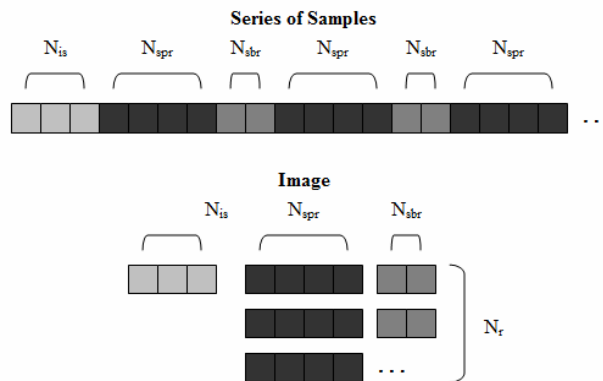 Series of Samples
N_is N_spr N_sbr N_spr N_sbr N_spr
. . .
Image
N_is N_spr N_sbr
N_r
. . .